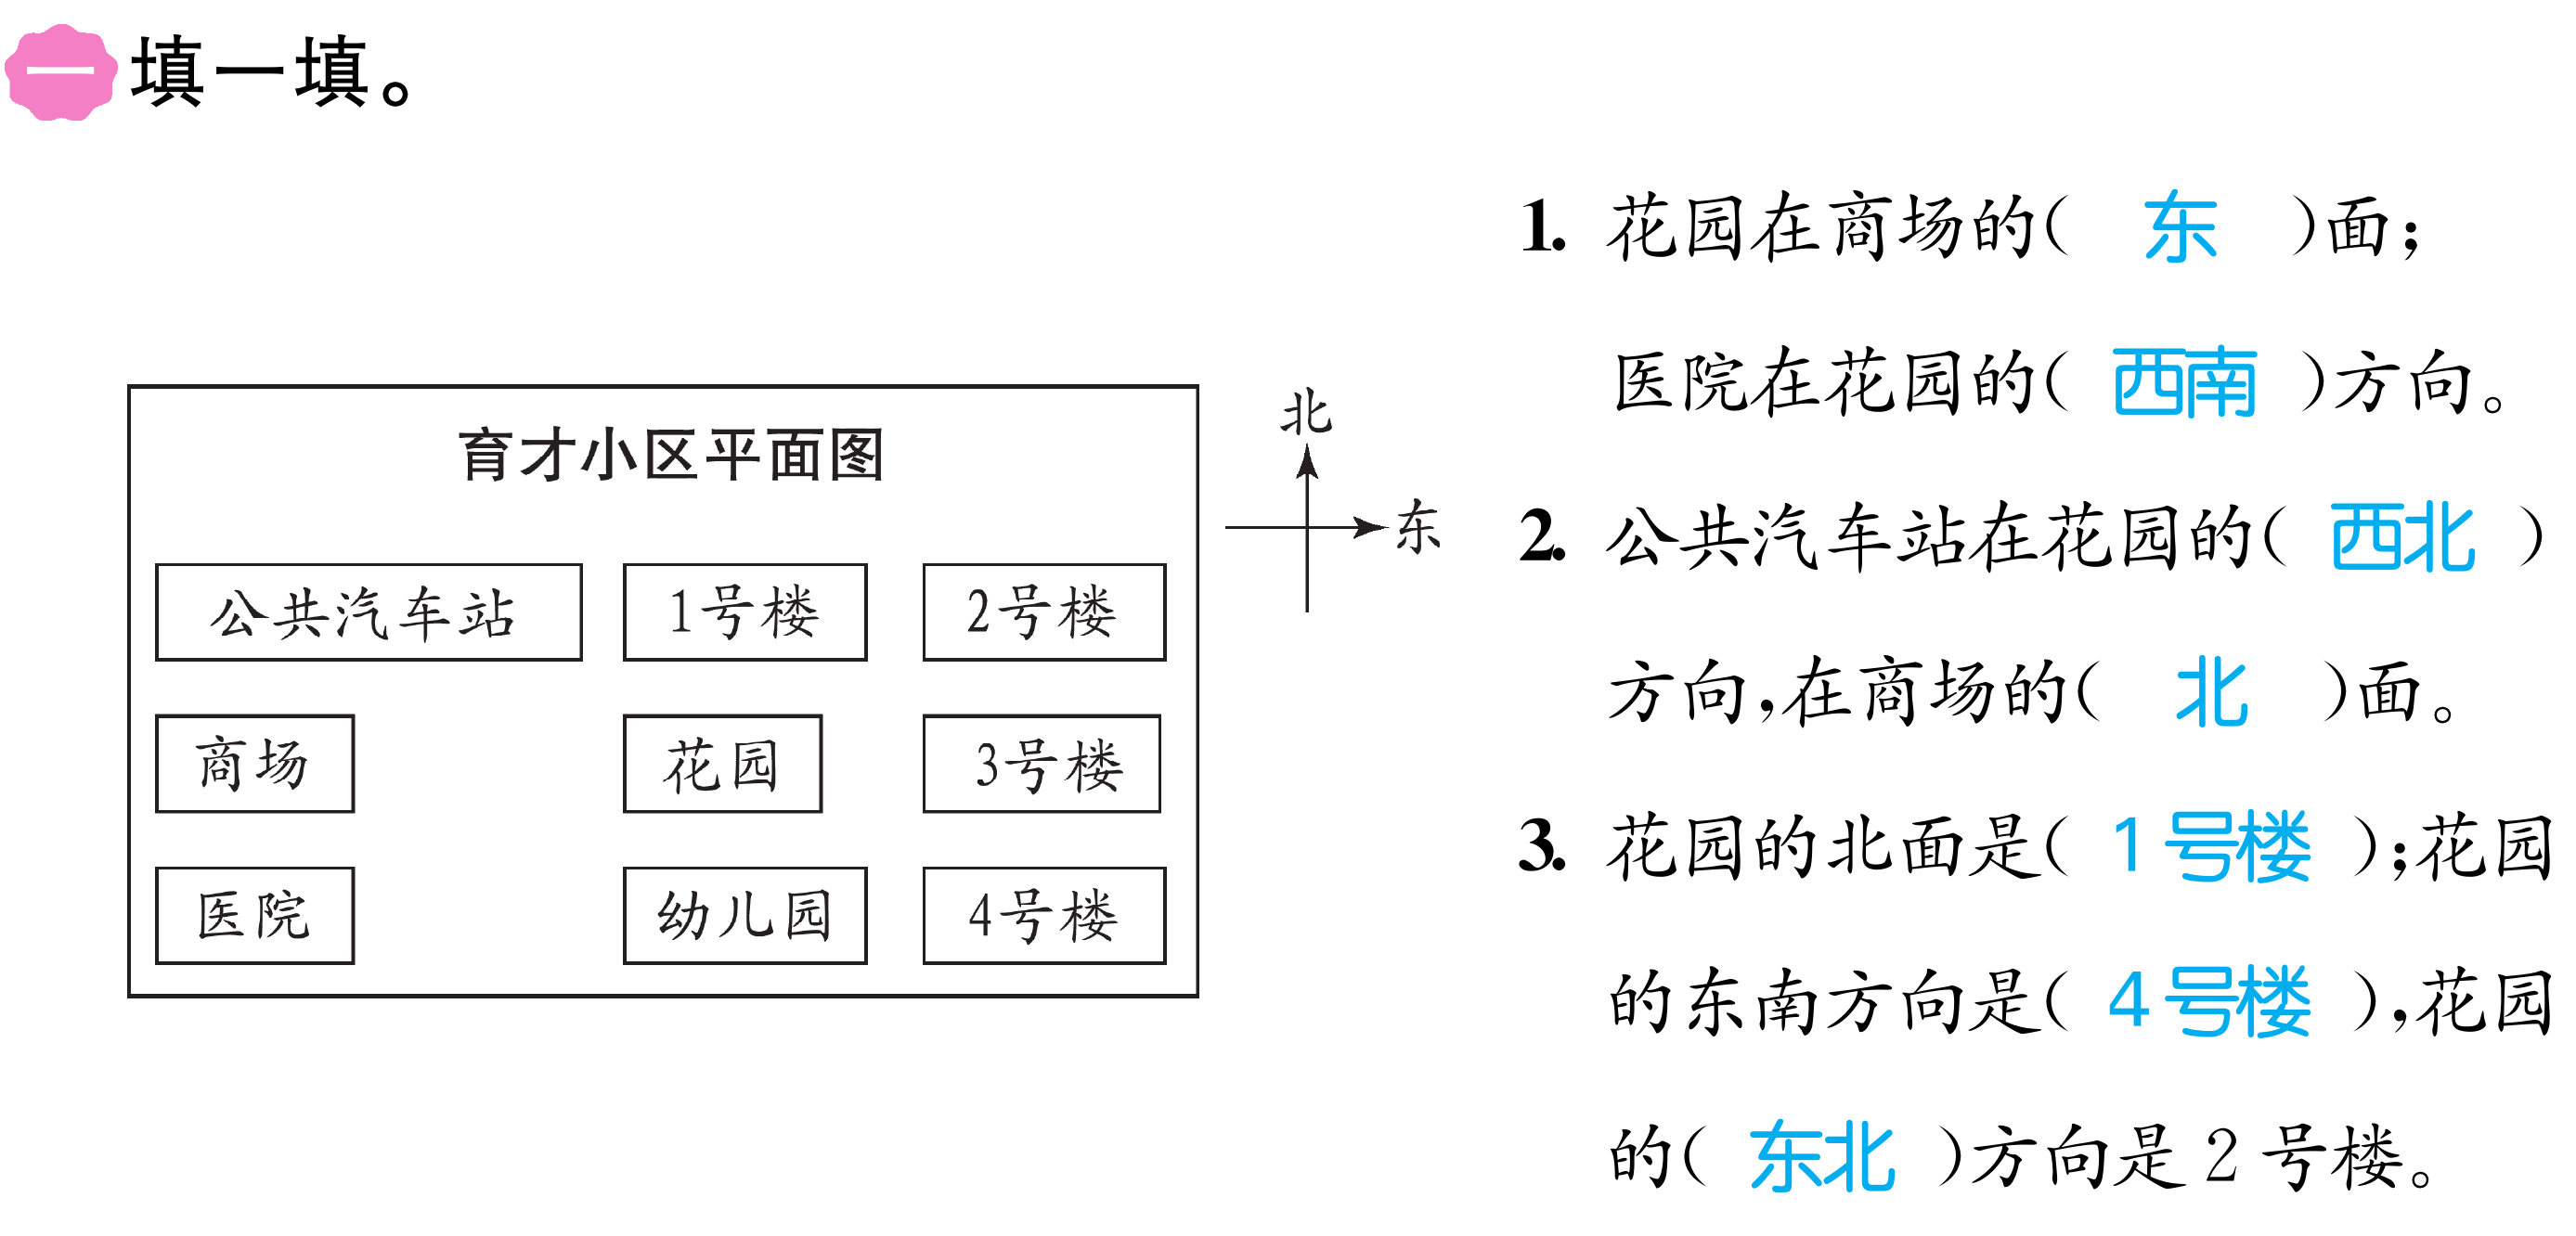 一 填一填。
育才小区平面图
北
东
公共汽车站 1号楼 2号楼
商场 花园 3号楼
医院 幼儿园 4号楼
1. 花园在商场的( 东 )面;
医院在花园的( 西南 )方向。
2. 公共汽车站在花园的( 西北 )
方向,在商场的( 北 )面。
3. 花园的北面是( 1号楼 );花园
的东南方向是( 4号楼 ),花园
的( 东北 )方向是2号楼。